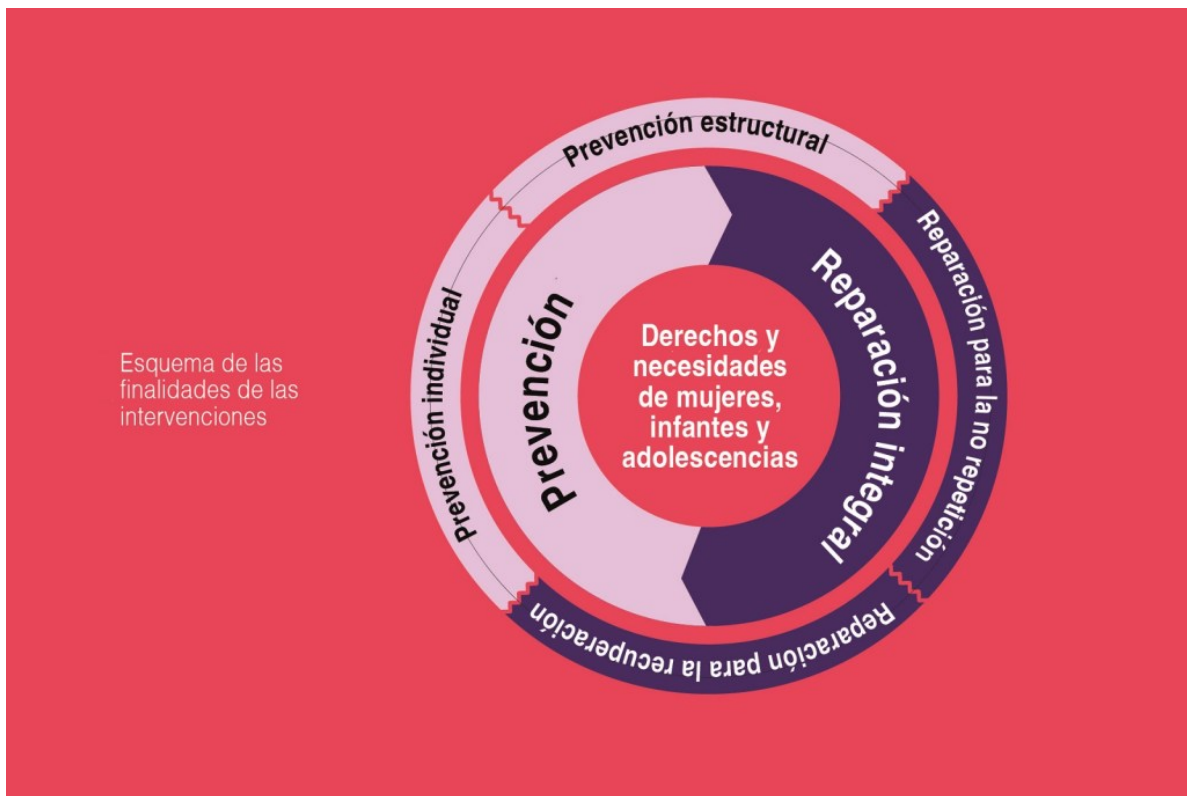 Esquema de las
finalidades de las
intervenciones
Prevención estructural
Prevención individual
Prevención
Derechos y
necesidades
de mujeres,
infantes y
adolescencias
Reparación integral
Reparación para la no repetición
Reparación para la recuperación